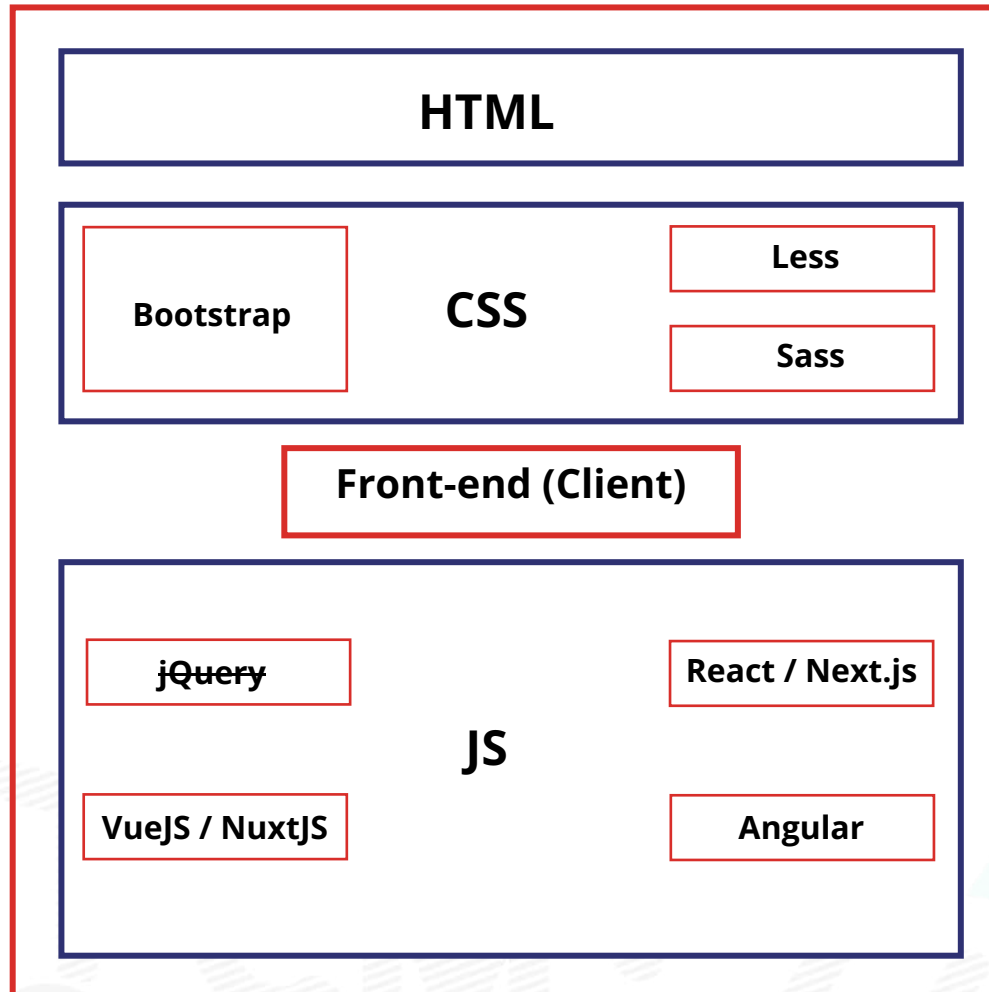 HTML
Bootstrap
CSS
Less
Sass
Front-end (Client)
jQuery
React / Next.js
JS
VueJS / NuxtJS
Angular